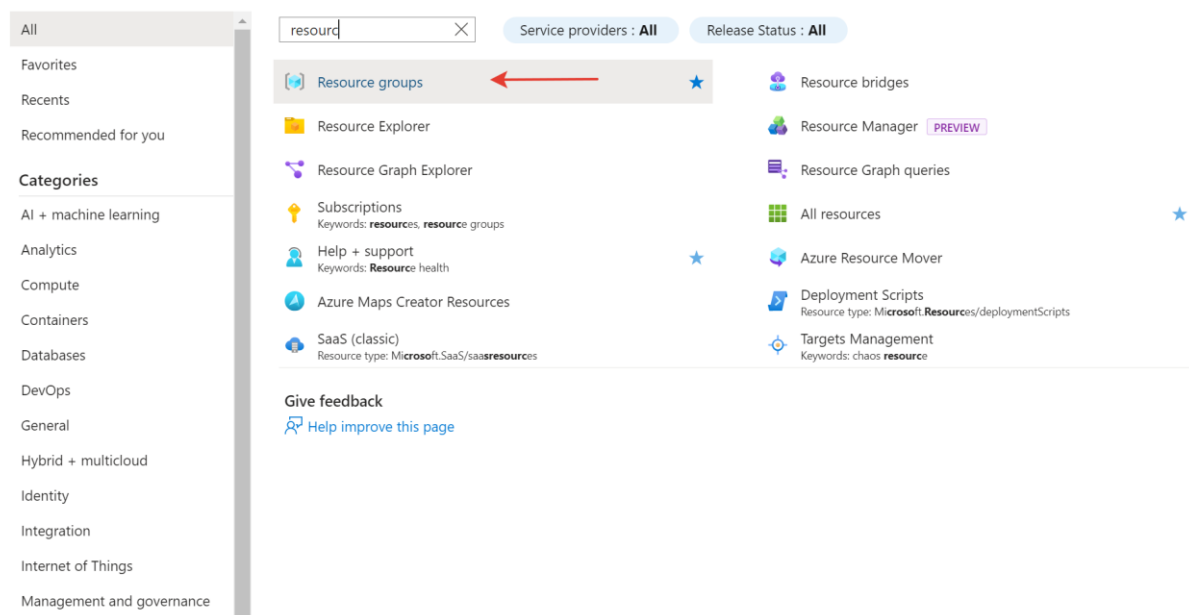 All
Favorites
Recents
Recommended for you
Categories
AI + machine learning
Analytics
Compute
Containers
Databases
DevOps
General
Hybrid + multicloud
Identity
Integration
Internet of Things
Management and governance
resourc
Service providers : All
Release Status : All
Resource groups
Resource Explorer
Resource Graph Explorer
Subscriptions
Keywords: resources, resource groups
Help + support
Keywords: Resource health
Azure Maps Creator Resources
SaaS (classic)
Resource type: Microsoft.SaaS/saasresources
Resource bridges
Resource Manager PREVIEW
Resource Graph queries
All resources
Azure Resource Mover
Deployment Scripts
Resource type: Microsoft.Resources/deploymentScripts
Targets Management
Keywords: chaos resource
Give feedback
Help improve this page